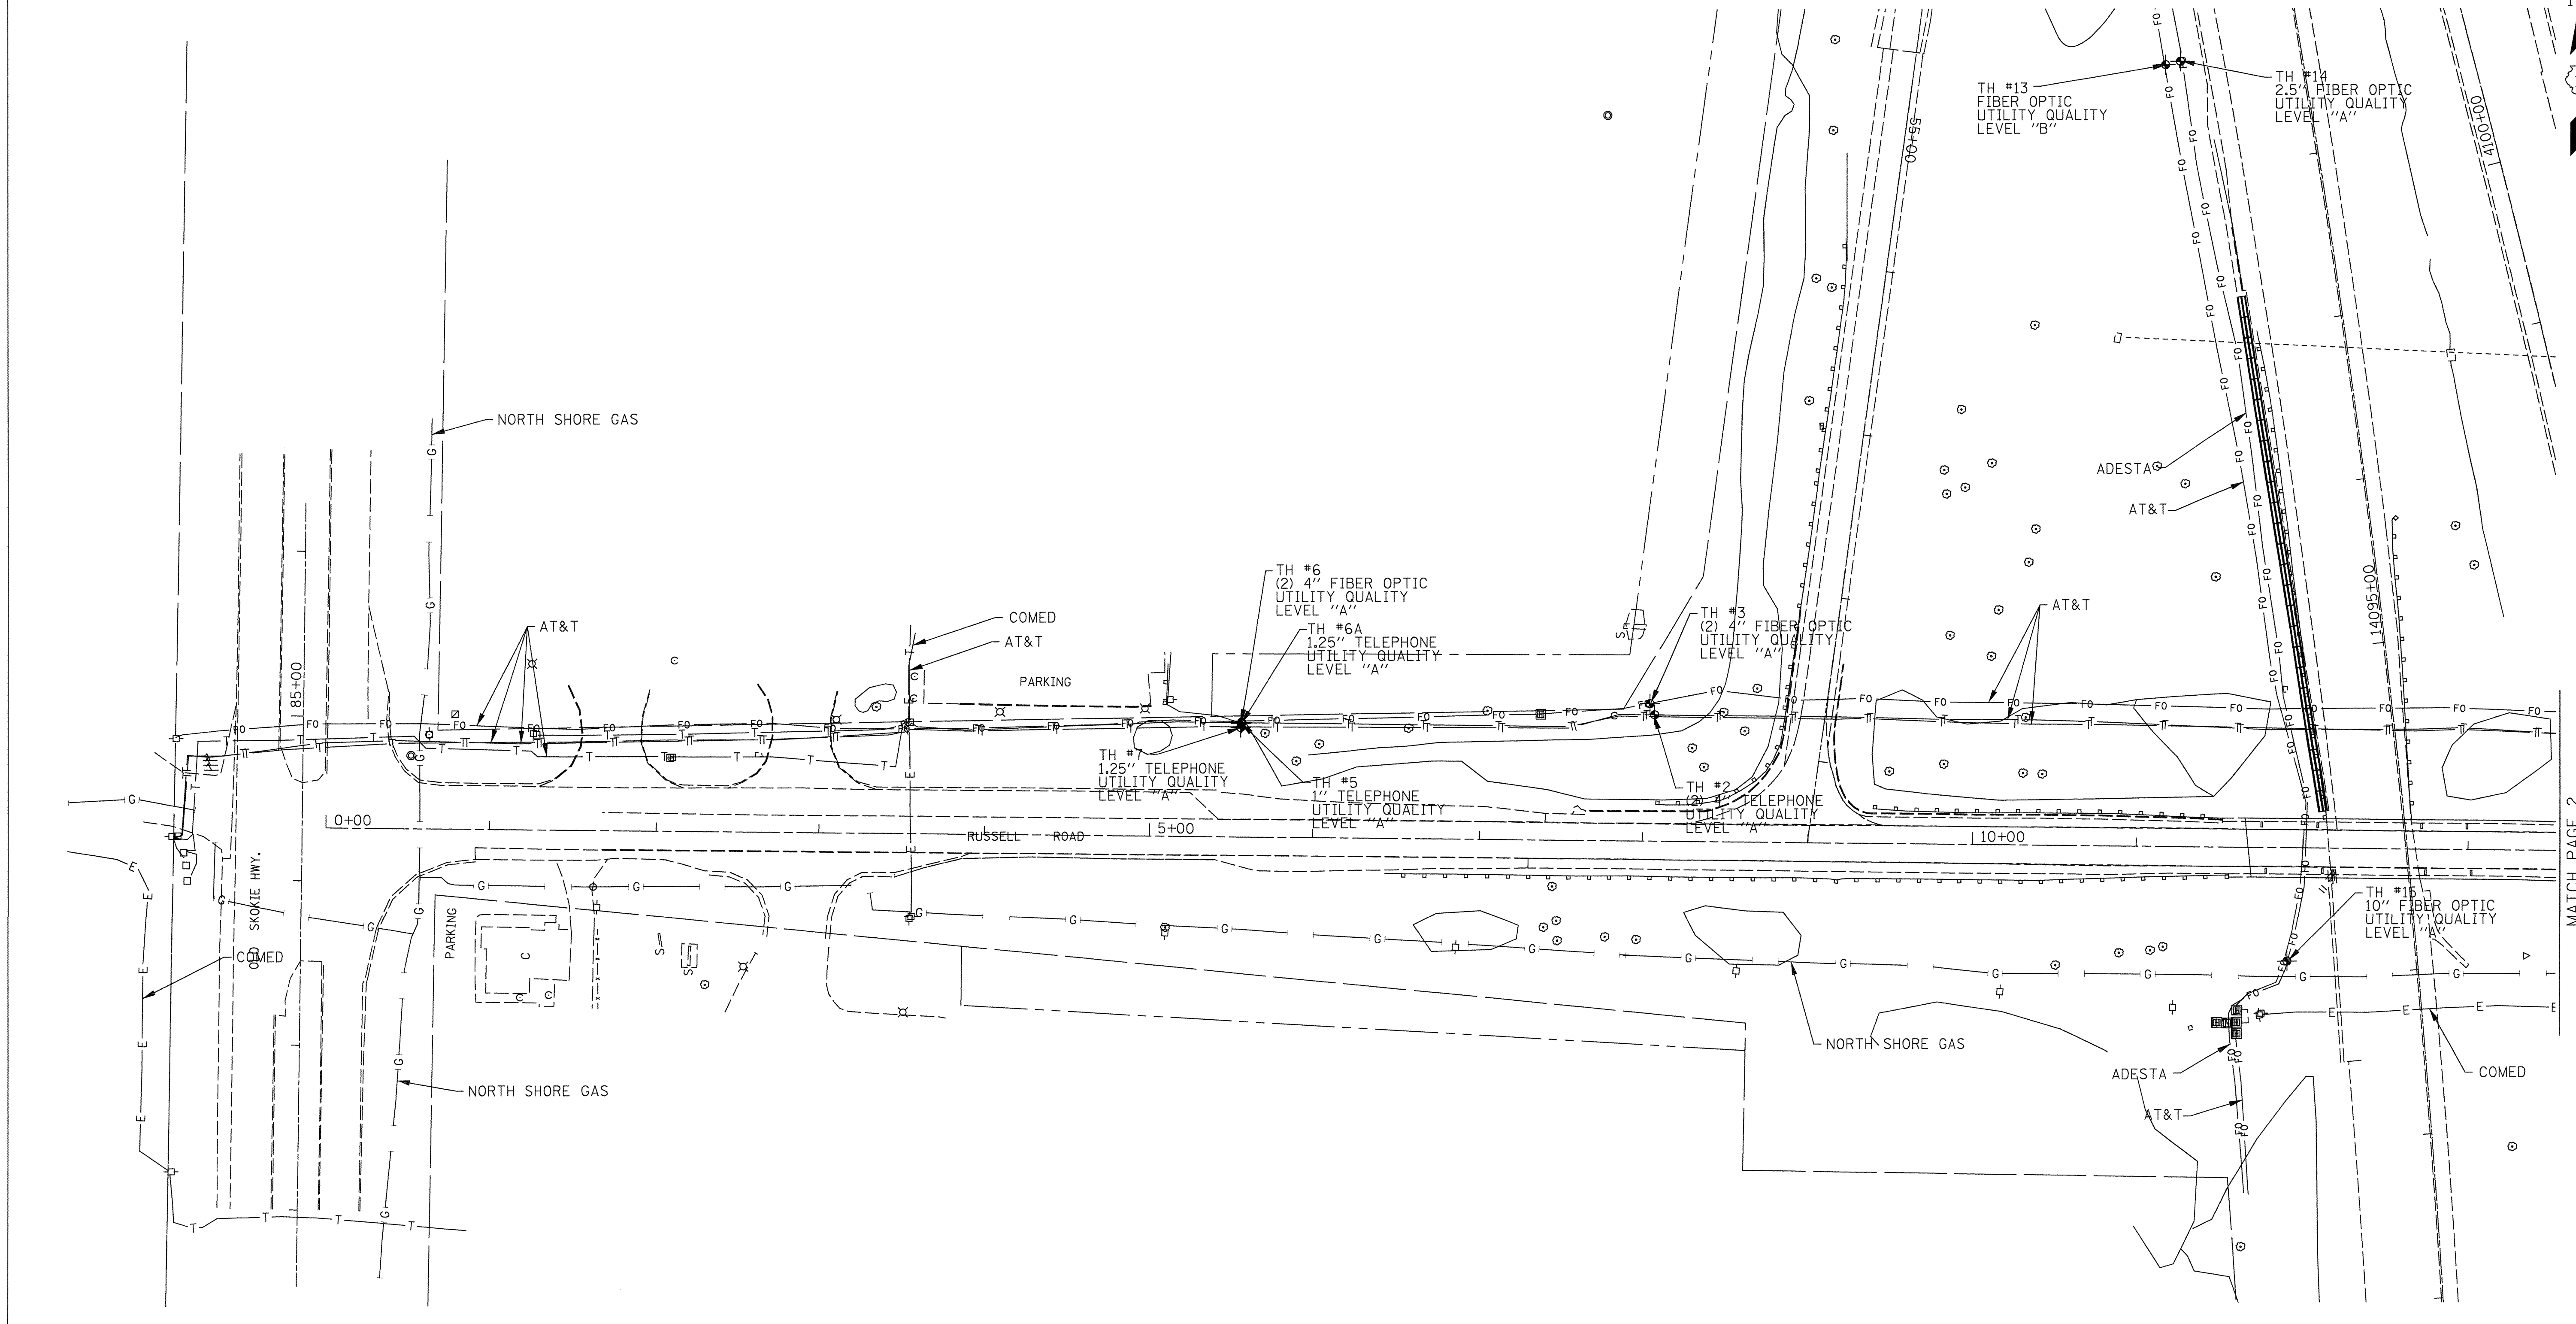 TH #13
FIBER OPTIC
UTILITY QUALITY
LEVEL "B"
TH #14
2.5" FIBER OPTIC
UTILITY QUALITY
LEVEL "A"
4100+00
55+00
NORTH SHORE GAS
ADESTA
AT&T
14095+00
TH #6
(2) 4" FIBER OPTIC
UTILITY QUALITY
LEVEL "A"
COMED
AT&T
AT&T
TH #6A
1.25" TELEPHONE
UTILITY QUALITY
LEVEL "A"
TH #3
(2) 4" FIBER OPTIC
UTILITY QUALITY
LEVEL "A"
AT&T
85+00
PARKING
TH #7
1.25" TELEPHONE
UTILITY QUALITY
LEVEL "A"
TH #5
1" TELEPHONE
UTILITY QUALITY
LEVEL "A"
TH #2
(2) 4" TELEPHONE
UTILITY QUALITY
LEVEL "A"
0+00
RUSSELL ROAD
5+00
10+00
MATCH PAGE 2
OLD SKOKIE HWY.
PARKING
COMED
TH #15
10" FIBER OPTIC
UTILITY QUALITY
LEVEL "A"
NORTH SHORE GAS
NORTH SHORE GAS
ADESTA
COMED
AT&T